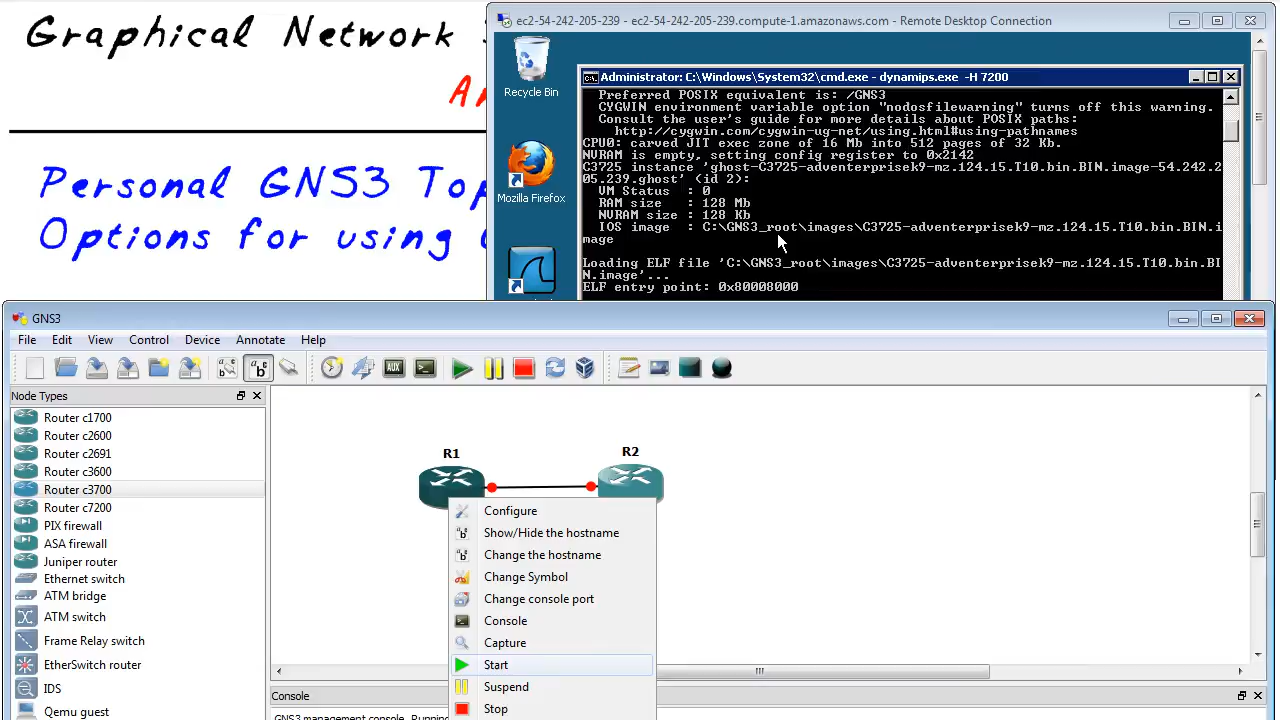 Graphical Network S
Ar
Personal GNS3 Top
Options for using
ec2-54-242-205-239 - ec2-54-242-205-239.compute-1.amazonaws.com - Remote Desktop Connection
Recycle Bin
Mozilla Firefox
Administrator: C:\Windows\System32\cmd.exe - dynamips.exe -H 7200
Preferred POSIX equivalent is: /GNS3
CYGWIN environment variable option "nodosfilewarning" turns off this warning.
Consult the user's guide for more details about POSIX paths:
http://cygwin.com/cygwin-ug-net/using.html#using-pathnames
CPU0: carved JIT exec zone of 16 Mb into 512 pages of 32 Kb.
NVRAM is empty, setting config register to 0x2142
C3725 instance 'ghost-C3725-adventerprisek9-mz.124.15.T10.bin.BIN.image-54.242.2
05.239.ghost' (id 2):
VM Status : 0
RAM size : 128 Mb
NVRAM size : 128 Kb
IOS image : C:\GNS3_root\images\C3725-adventerprisek9-mz.124.15.T10.bin.BIN.i
mage
Loading ELF file 'C:\GNS3_root\images\C3725-adventerprisek9-mz.124.15.T10.bin.BI
N.image'...
ELF entry point: 0x80008000
GNS3
File Edit View Control Device Annotate Help
AUX
Node Types
Router c1700
Router c2600
Router c2691
Router c3600
Router c3700
Router c7200
PIX firewall
ASA firewall
Juniper router
Ethernet switch
ATM bridge
ATM switch
Frame Relay switch
EtherSwitch router
IDS
Qemu guest
R1
R2
Configure
Show/Hide the hostname
Change the hostname
Change Symbol
Change console port
Console
Capture
Start
Suspend
Stop
Console
GNS3 management console. Running